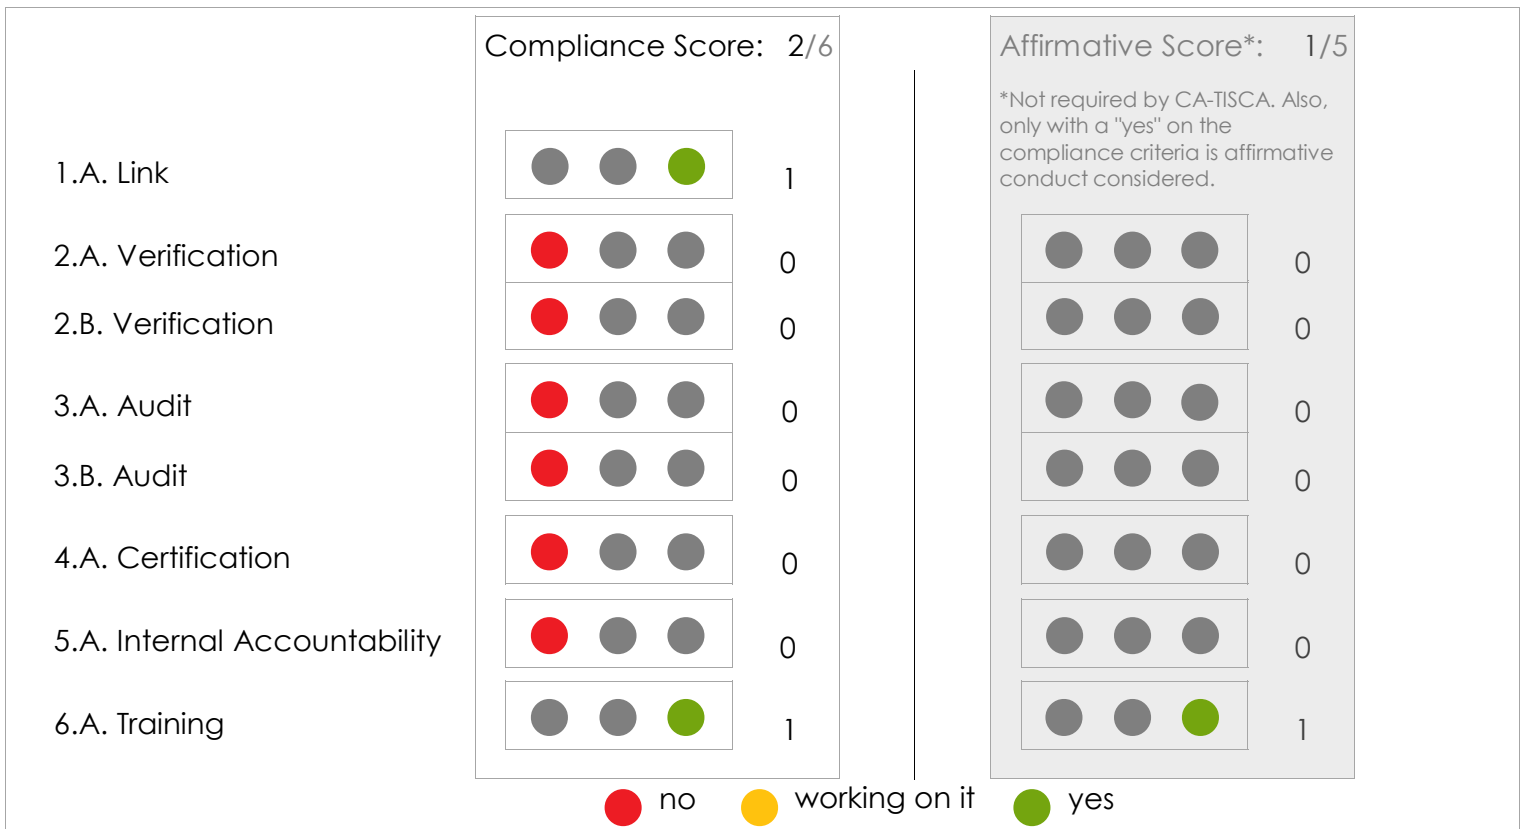 Compliance Score: 2/6
Affirmative Score*: 1/5
*Not required by CA-TISCA. Also,
only with a "yes" on the
compliance criteria is affirmative
conduct considered.
1.A. Link 1
2.A. Verification 0 0
2.B. Verification 0 0
3.A. Audit 0 0
3.B. Audit 0 0
4.A. Certification 0 0
5.A. Internal Accountability 0 0
6.A. Training 1 1
no working on it yes